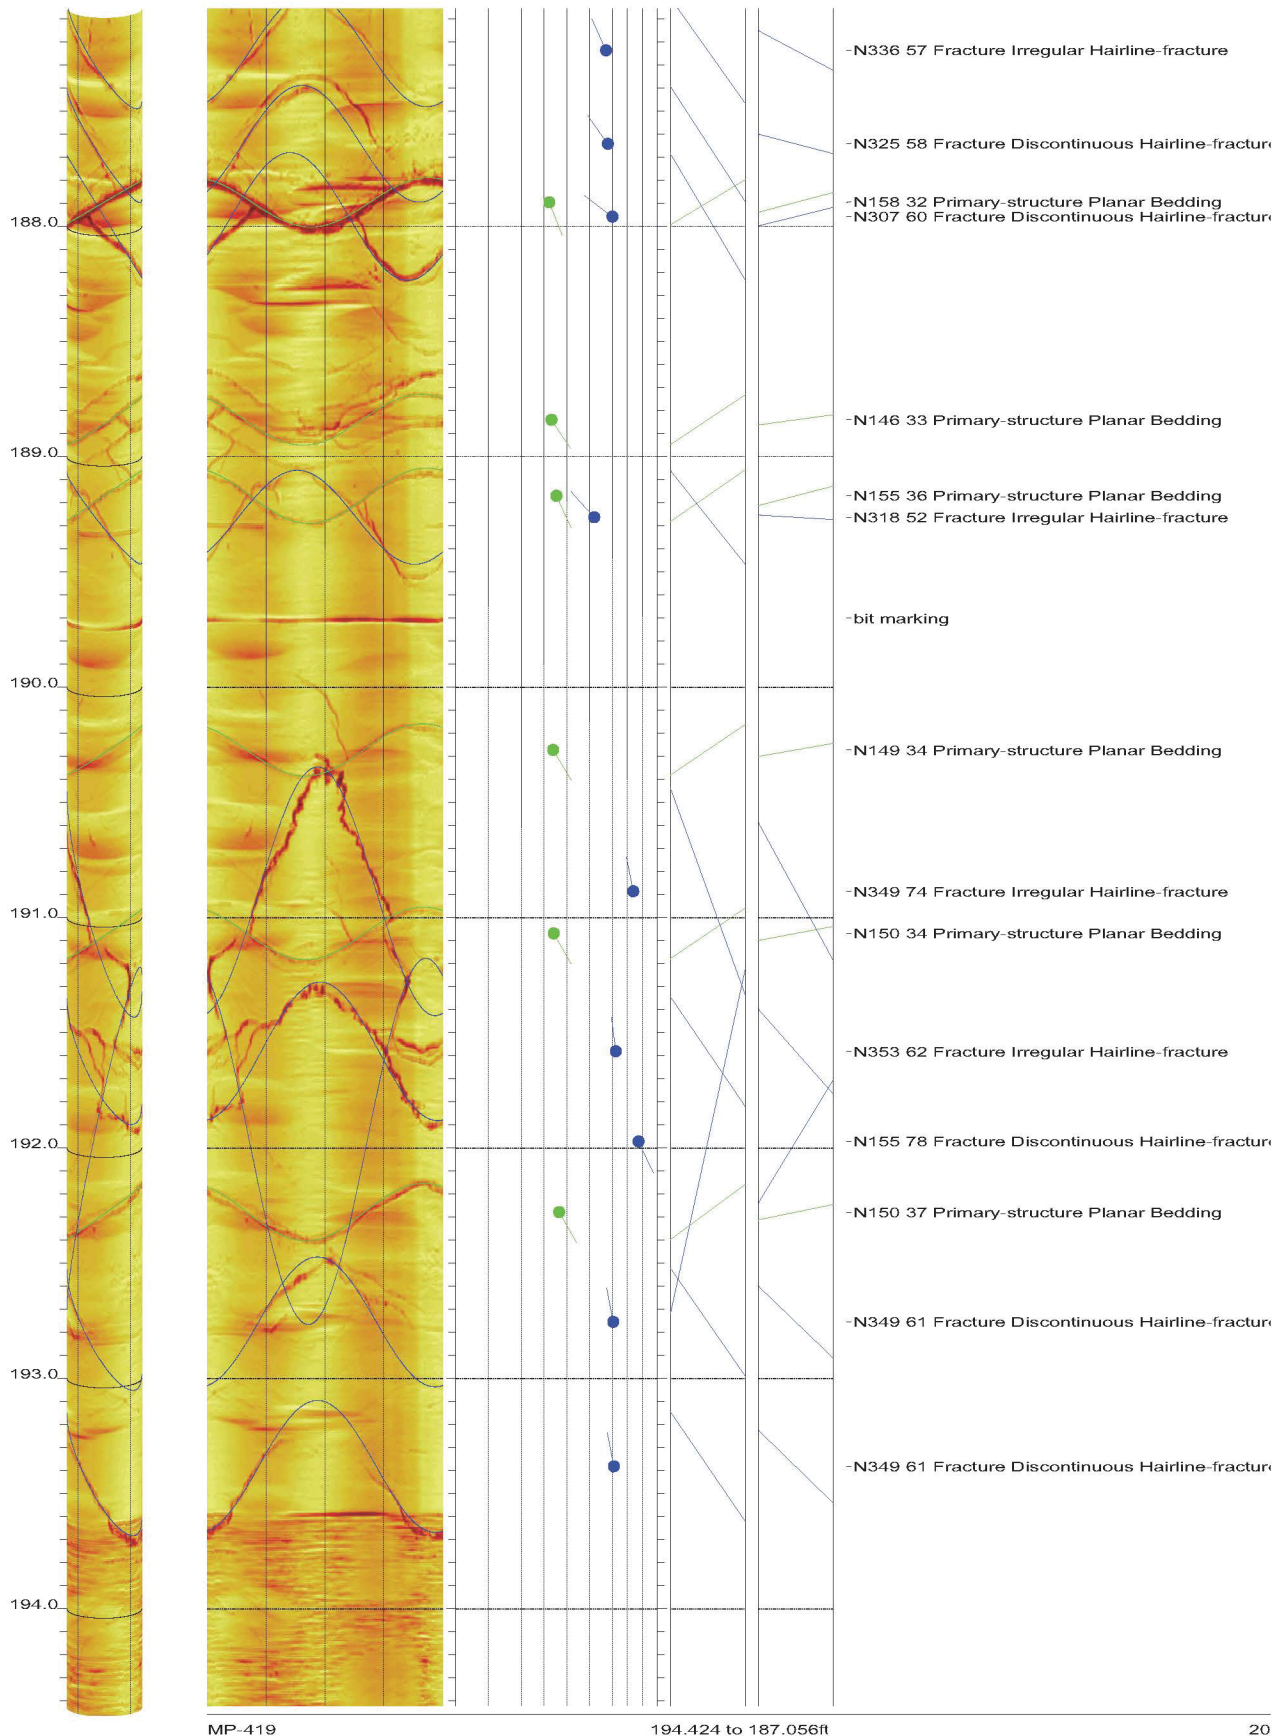 -N336 57 Fracture Irregular Hairline-fracture
-N325 58 Fracture Discontinuous Hairline-fracture
-N158 32 Primary-structure Planar Bedding
188.0
-N307 60 Fracture Discontinuous Hairline-fracture
-N146 33 Primary-structure Planar Bedding
189.0
-N155 36 Primary-structure Planar Bedding
-N318 52 Fracture Irregular Hairline-fracture
-bit marking
190.0
-N149 34 Primary-structure Planar Bedding
-N349 74 Fracture Irregular Hairline-fracture
191.0
-N150 34 Primary-structure Planar Bedding
-N353 62 Fracture Irregular Hairline-fracture
192.0
-N155 78 Fracture Discontinuous Hairline-fracture
-N150 37 Primary-structure Planar Bedding
-N349 61 Fracture Discontinuous Hairline-fracture
193.0
-N349 61 Fracture Discontinuous Hairline-fracture
194.0
MP-419 194.424 to 187.056ft 20